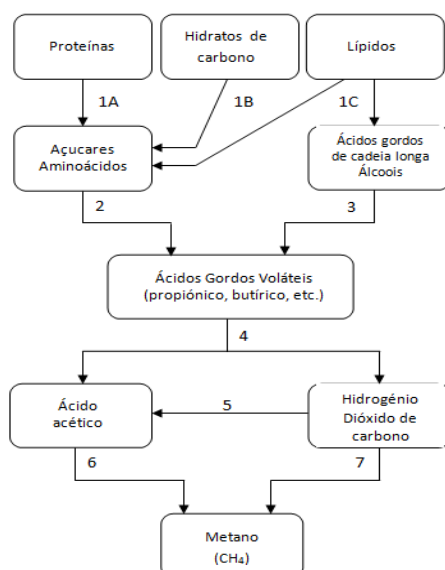 Proteínas
Hidratos de
carbono
Lípidos
1A
1B
1C
Açucares
Aminoácidos
Ácidos gordos
de cadeia longa
Álcoois
2
3
Ácidos Gordos Voláteis
(propiónico, butírico, etc.)
4
Ácido
acético
5
Hidrogénio
Dióxido de
carbono
6
7
Metano
(CH₄)